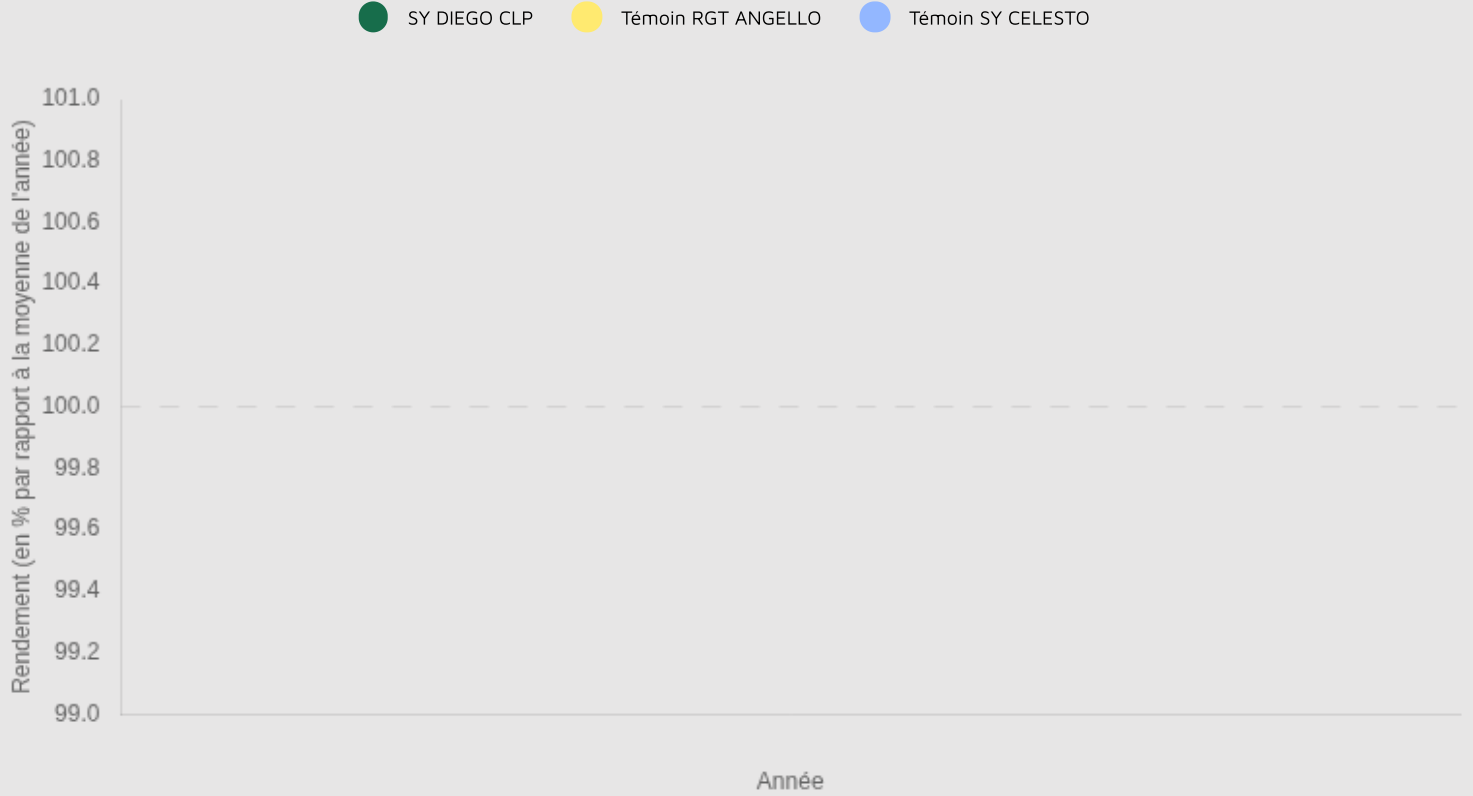 SY DIEGO CLP
Témoin RGT ANGELLO
Témoin SY CELESTO
Rendement (en % par rapport à la moyenne de l'année)
101.0
100.8
100.6
100.4
100.2
100.0
99.8
99.6
99.4
99.2
99.0
Année